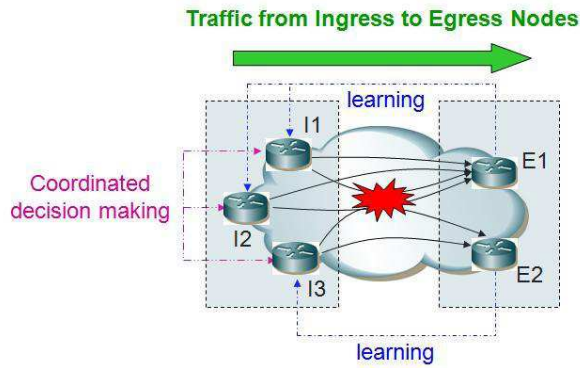 Traffic from Ingress to Egress Nodes
learning
I1
E1
Coordinated
decision making
I2
I3
E2
learning